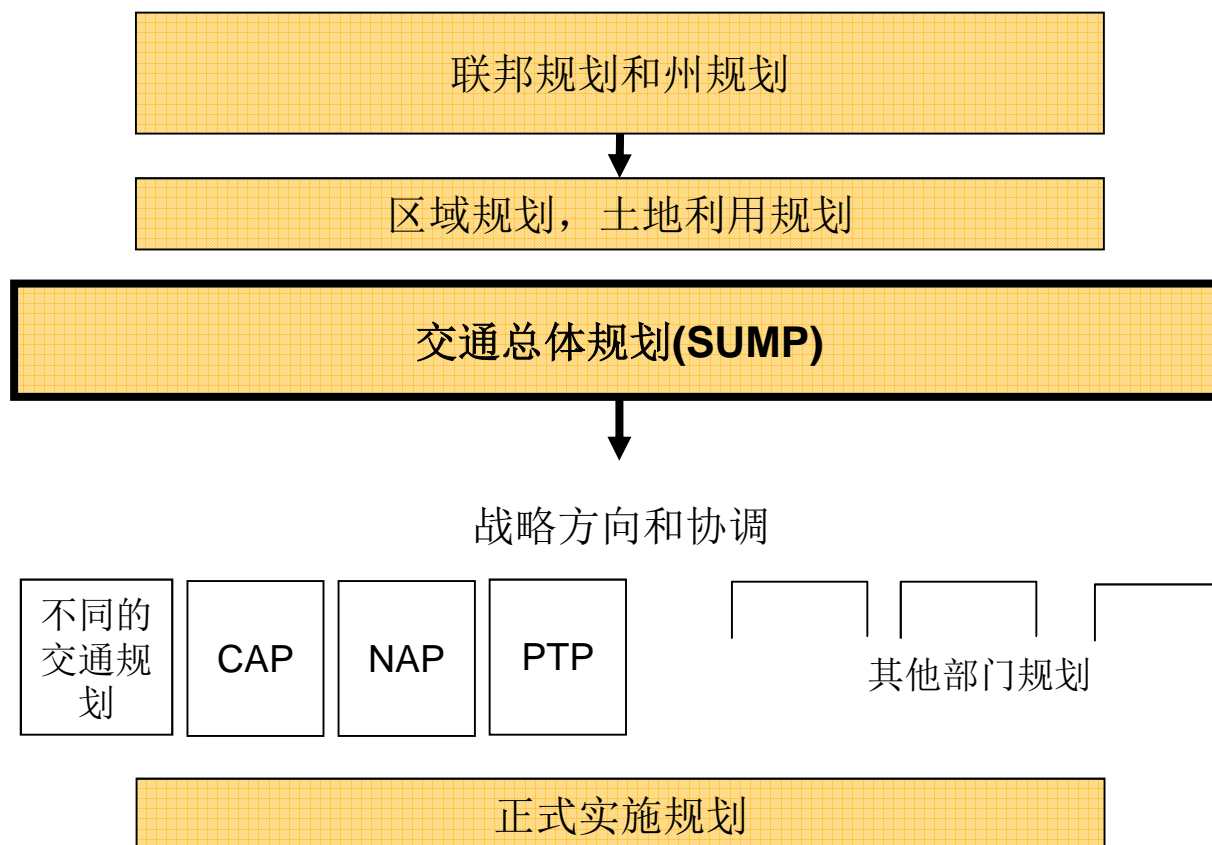 联邦规划和州规划
区域规划，土地利用规划
交通总体规划(SUMP)
战略方向和协调
不同的
交通规
划
CAP
NAP
PTP
其他部门规划
正式实施规划